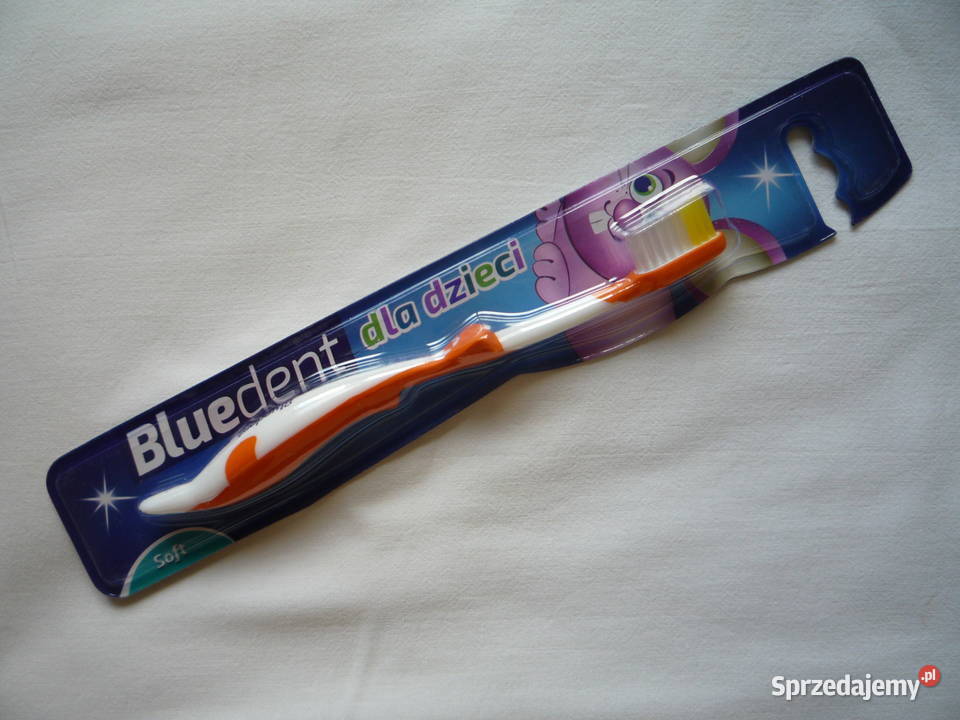 Bluedent
dla dzieci
Soft
Sprzedajemy.pl